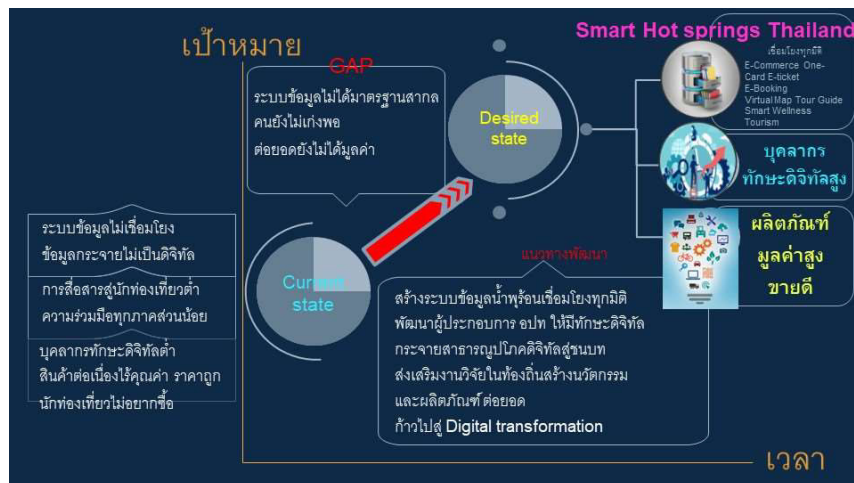 เป้าหมาย
Smart Hot springs Thailand
เชื่อมโยงทุกมิติ
E-Commerce One-
Card E-ticket
E-Booking
Virtual Map Tour Guide
Smart Wellness
Tourism
GAP
ระบบข้อมูลไม่ได้มาตรฐานสากล
คนยังไม่เก่งพอ
ต่อยอดยังไม่ได้มูลค่า
Desired
state
บุคลากร
ทักษะดิจิทัลสูง
ผลิตภัณฑ์
มูลค่าสูง
ขายดี
ระบบข้อมูลไม่เชื่อมโยง
ข้อมูลกระจายไม่เป็นดิจิทัล
การสื่อสารสู่นักท่องเที่ยวต่ำ
ความร่วมมือทุกภาคส่วนน้อย
บุคลากรทักษะดิจิทัลต่ำ
สินค้าต่อเนื่องไร้คุณค่า ราคาถูก
นักท่องเที่ยวไม่อยากซื้อ
Current
state
แนวทางพัฒนา
สร้างระบบข้อมูลน้ำพุร้อนเชื่อมโยงทุกมิติ
พัฒนาผู้ประกอบการ อปท ให้มีทักษะดิจิทัล
กระจายสาธารณูปโภคดิจิทัลสู่ชนบท
ส่งเสริมงานวิจัยในท้องถิ่นสร้างนวัตกรรม
และผลิตภัณฑ์ ต่อยอด
ก้าวไปสู่ Digital transformation
เวลา